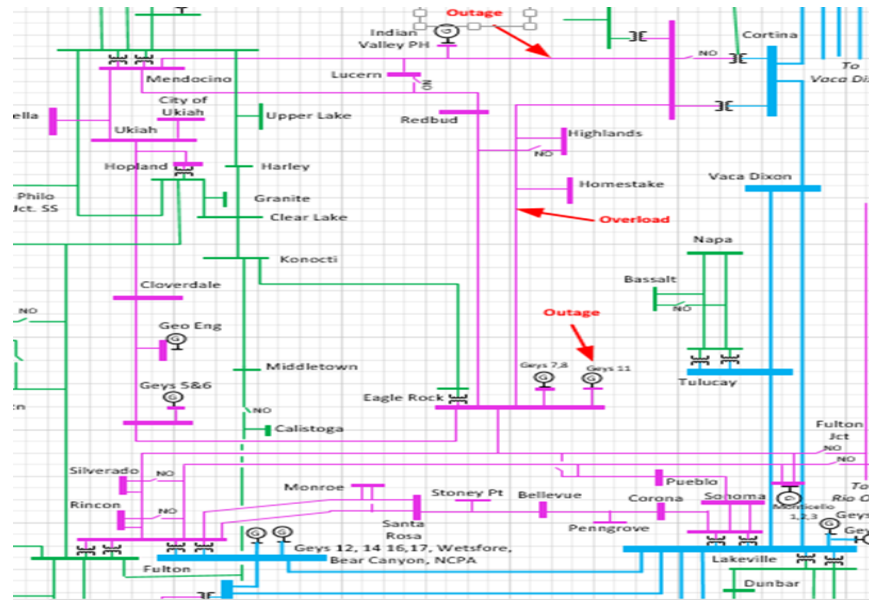 Outage
Indian
Valley PH
Cortina
NO
To
Mendocino
Lucern
NO
Vaca Di
City of
Ukiah
ella
Upper Lake
Redbud
Ukiah
Highlands
NO
Hopland
Harley
Vaca Dixon
Homestake
Philo
Jct. SS
Granite
Clear Lake
Overload
Napa
Konocti
Bassalt
Cloverdale
NO
NO
Outage
Geo Eng
Middletown
Geys 7,8
Geys 11
Geys 5&6
Tulucay
Eagle Rock
NO
Calistoga
Fulton
Jct
NO
NO
Silverado
NO
Pueblo
Monroe
To
Rio O
Stoney Pt
Bellevue
Corona
Sonoma
Rincon
NO
Monticello
1,2,3
Geys
Santa
Rosa
Penngrove
Gey
Geys 12, 14 16,17, Wetsfore,
Bear Canyon, NCPA
Lakeville
Fulton
Dunbar